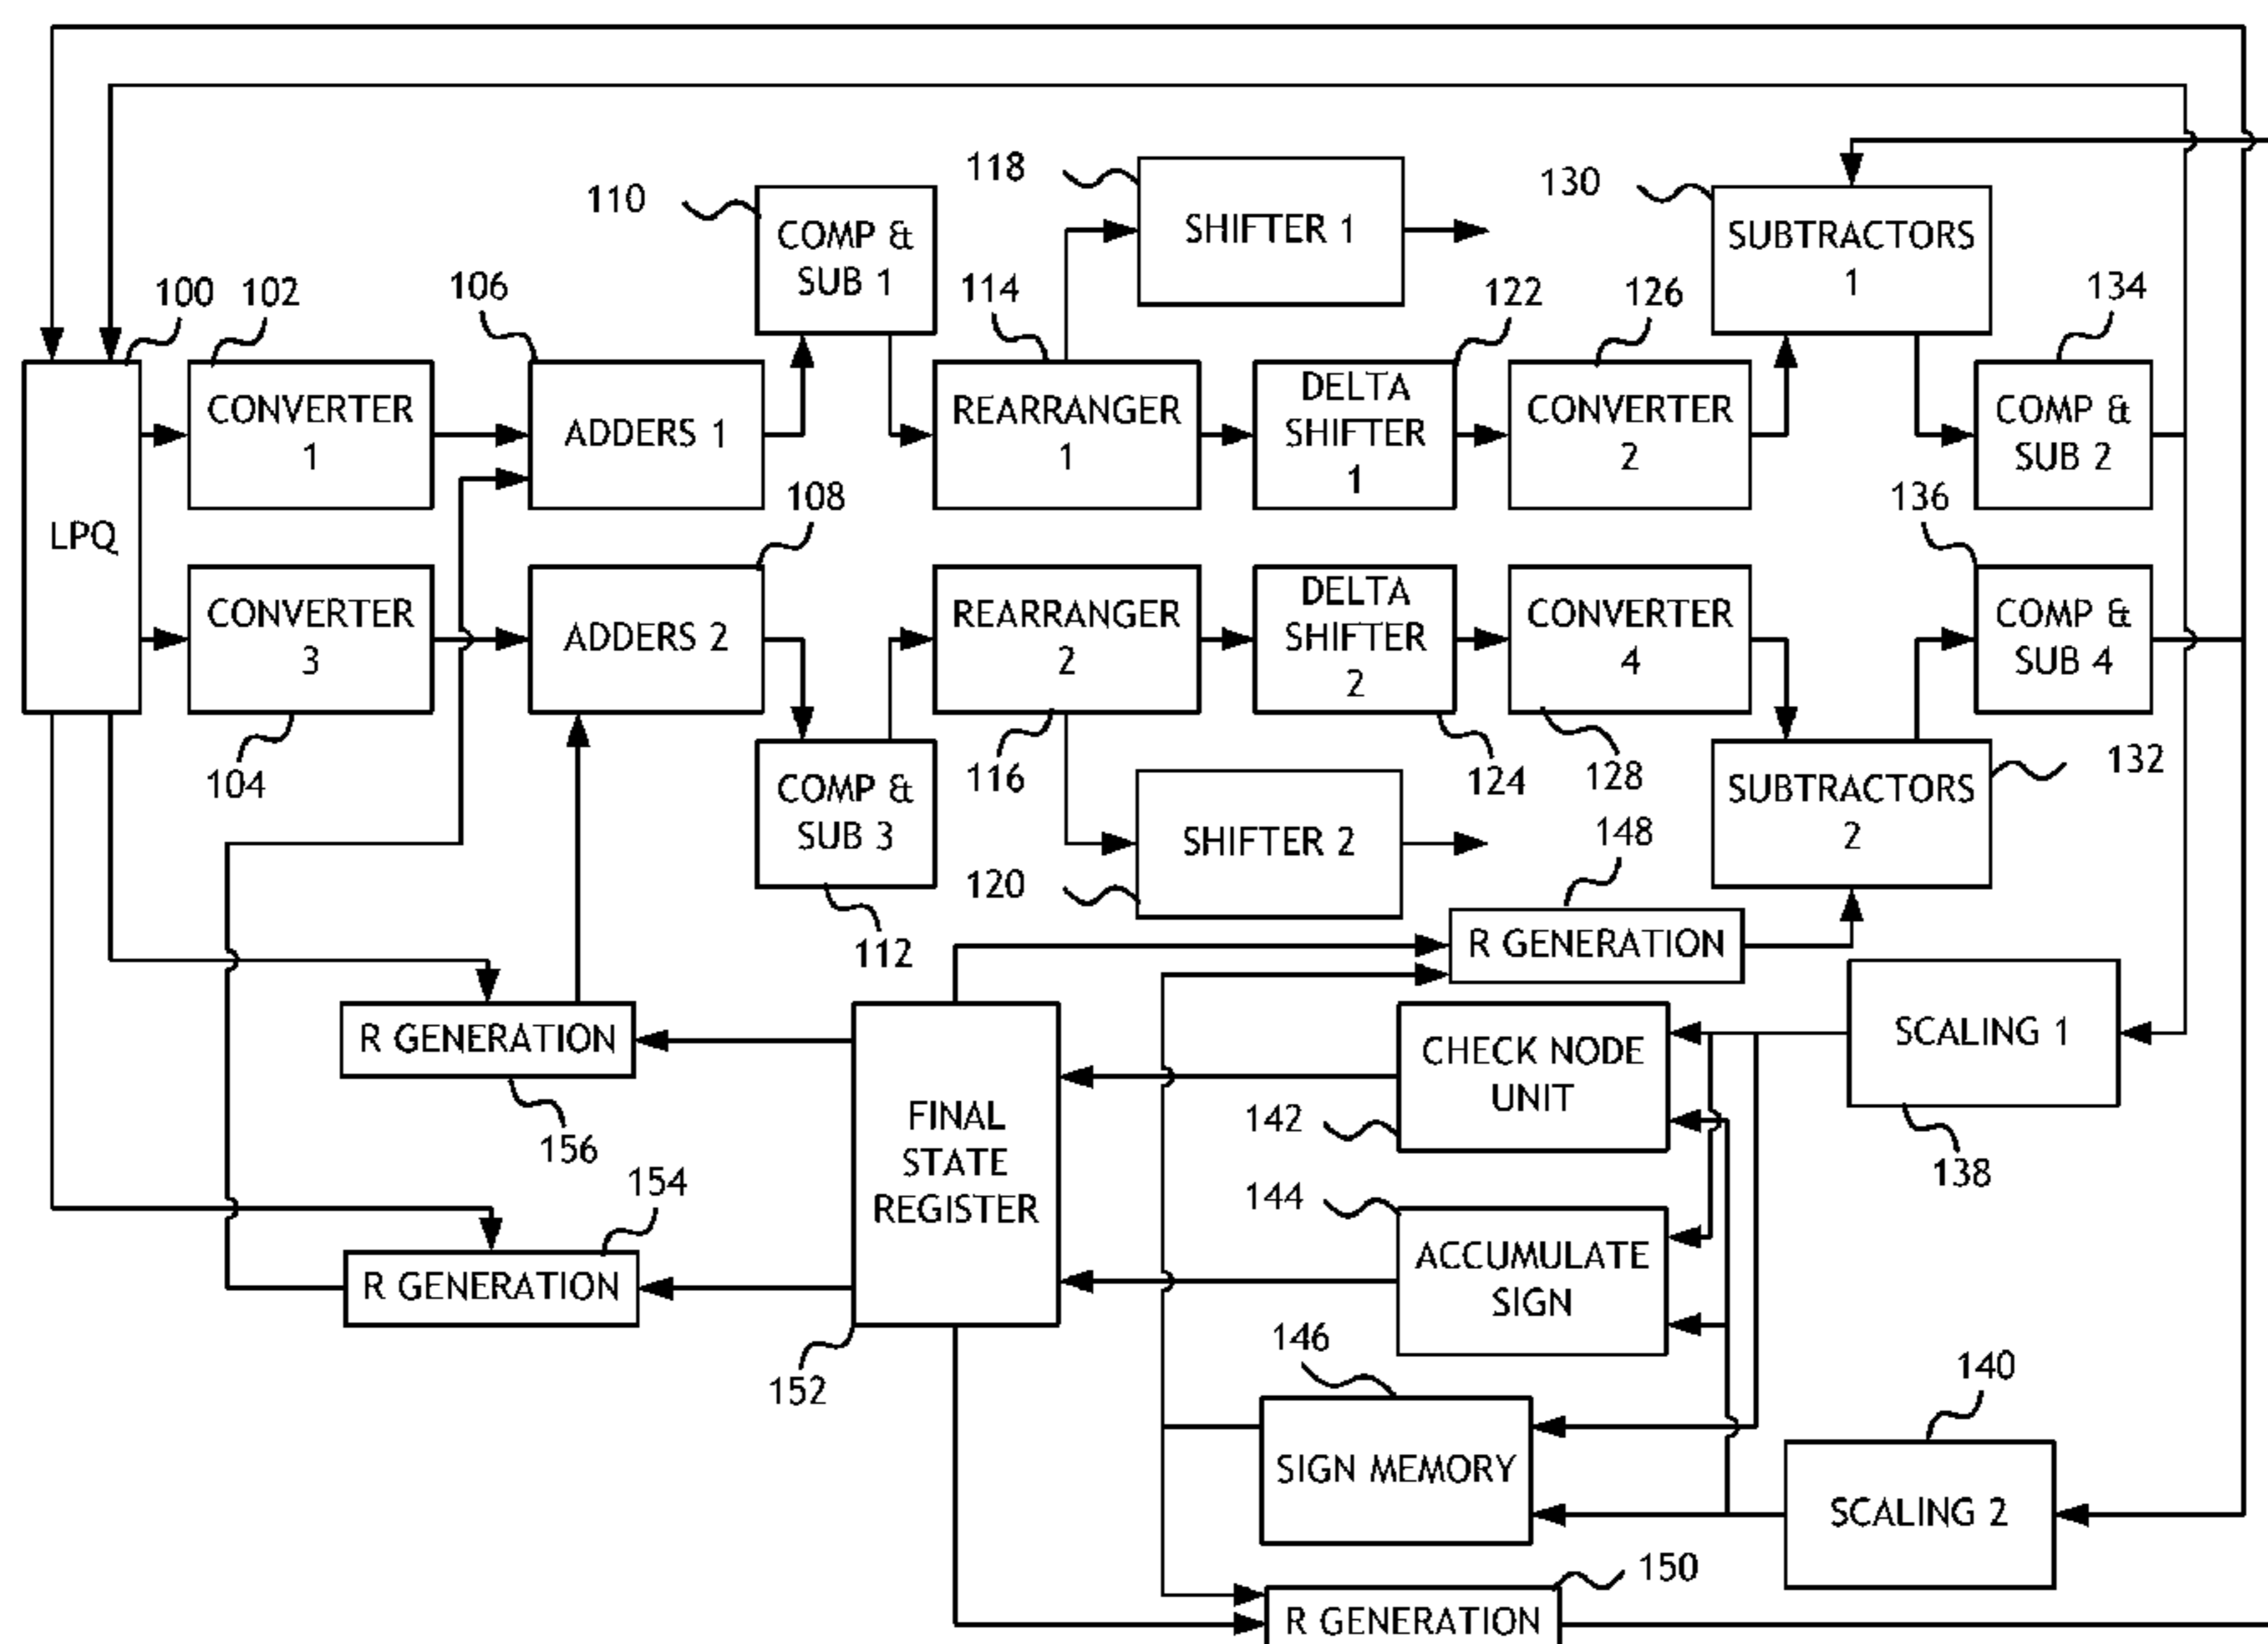 118
130
110
COMP &
SUB 1
SHIFTER 1
SUBTRACTORS
1
100
102
106
114
122
126
134
LPQ
CONVERTER
1
ADDERS 1
REARRANGER
1
DELTA
SHIFTER
1
CONVERTER
2
COMP &
SUB 2
108
136
CONVERTER
3
ADDERS 2
REARRANGER
2
DELTA
SHIFTER
2
CONVERTER
4
COMP &
SUB 4
104
COMP &
SUB 3
116
124
128
SUBTRACTORS
2
132
SHIFTER 2
148
120
112
R GENERATION
R GENERATION
156
FINAL
STATE
REGISTER
CHECK NODE
UNIT
SCALING 1
142
138
154
144
R GENERATION
ACCUMULATE
SIGN
152
146
140
SIGN MEMORY
SCALING 2
150
R GENERATION